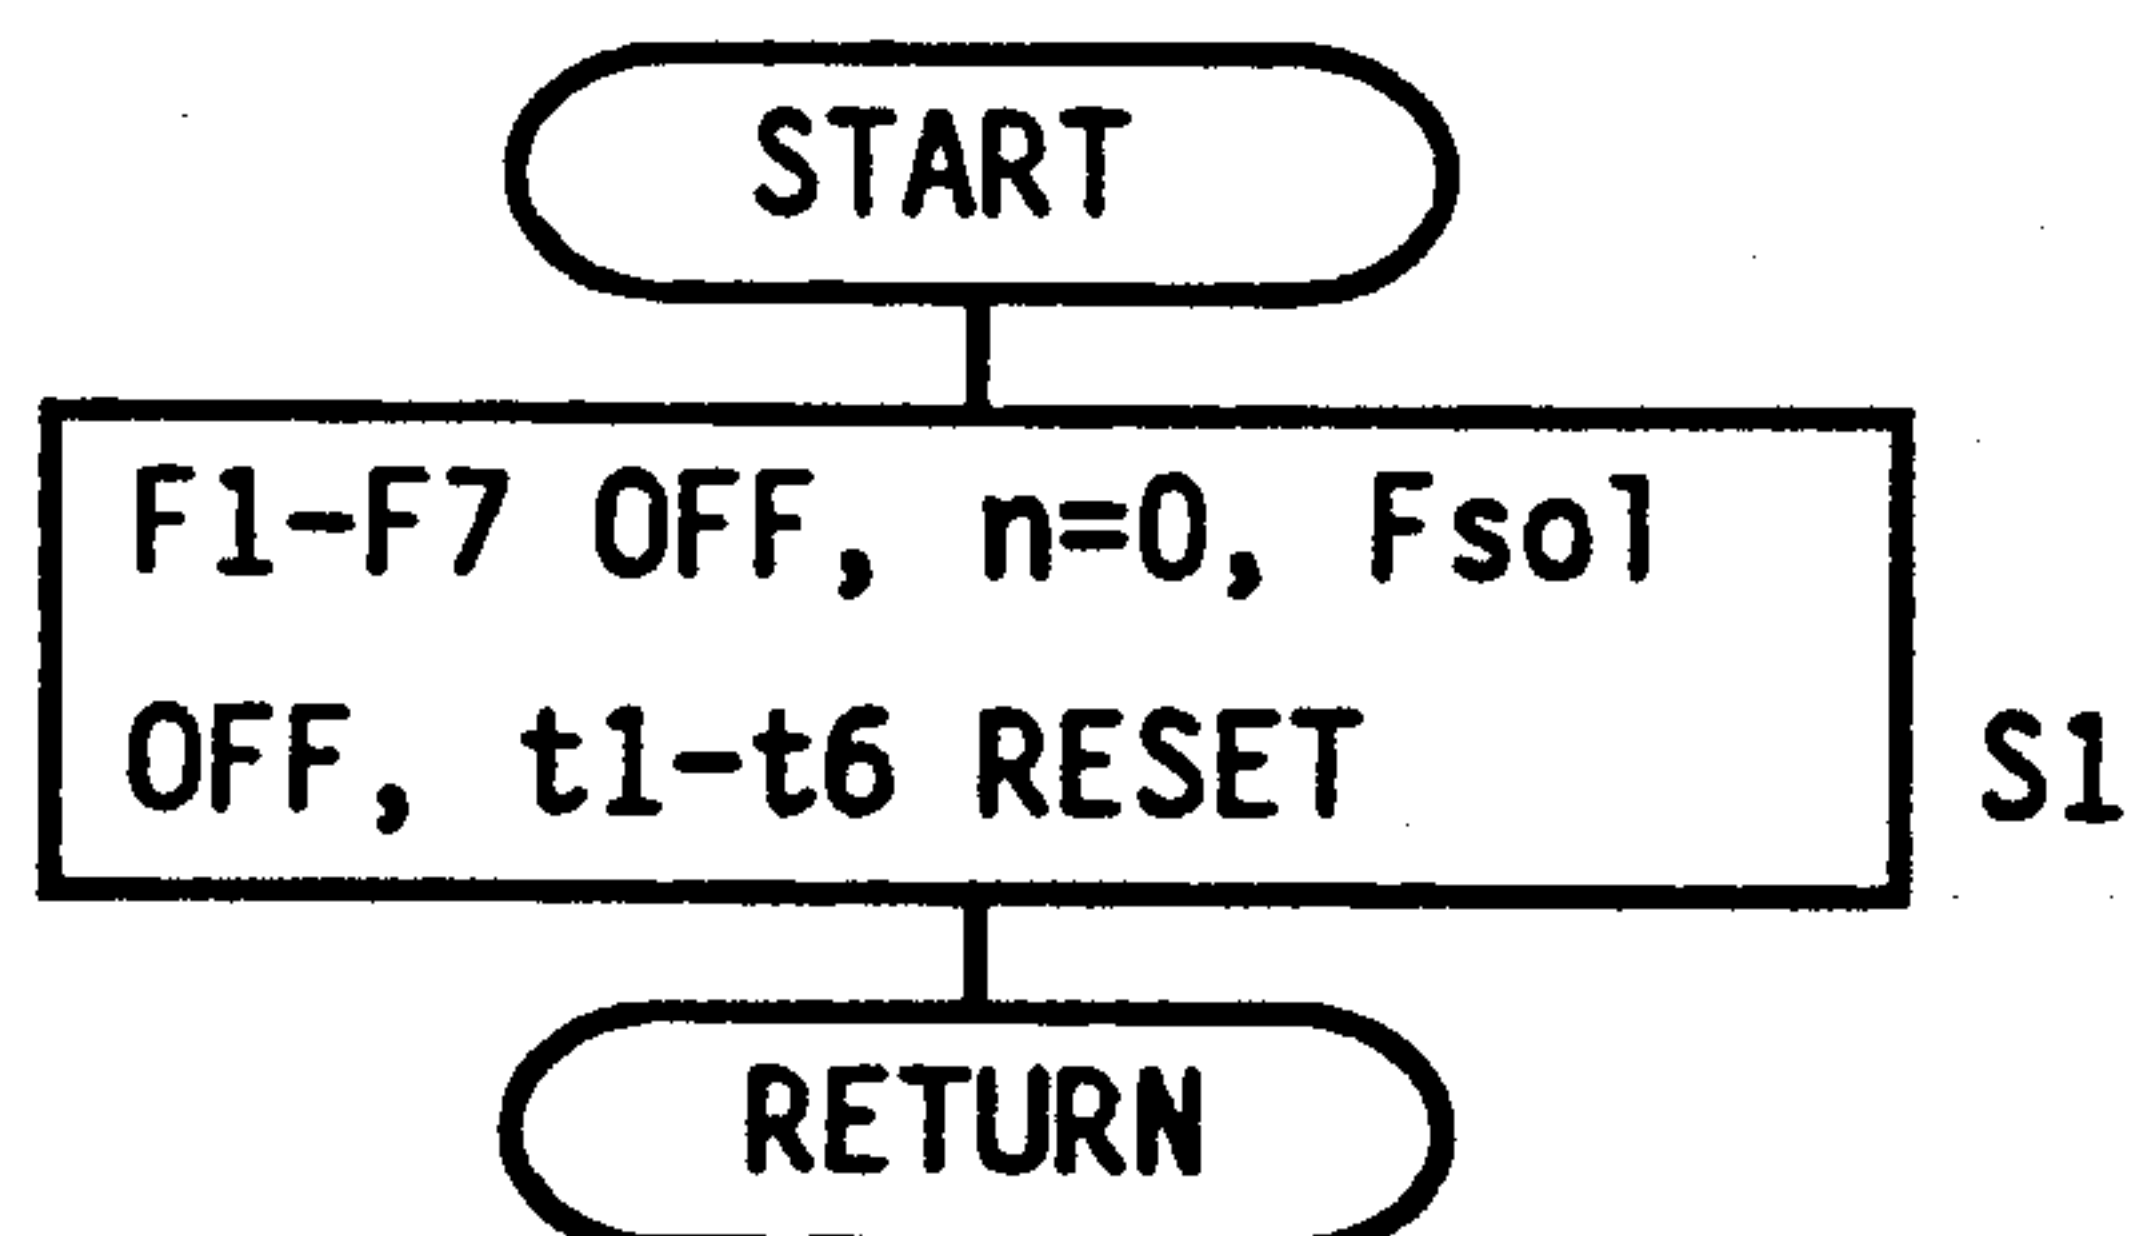 START
F1-F7 OFF, n=0, Fsol
OFF, t1-t6 RESET
S1
RETURN